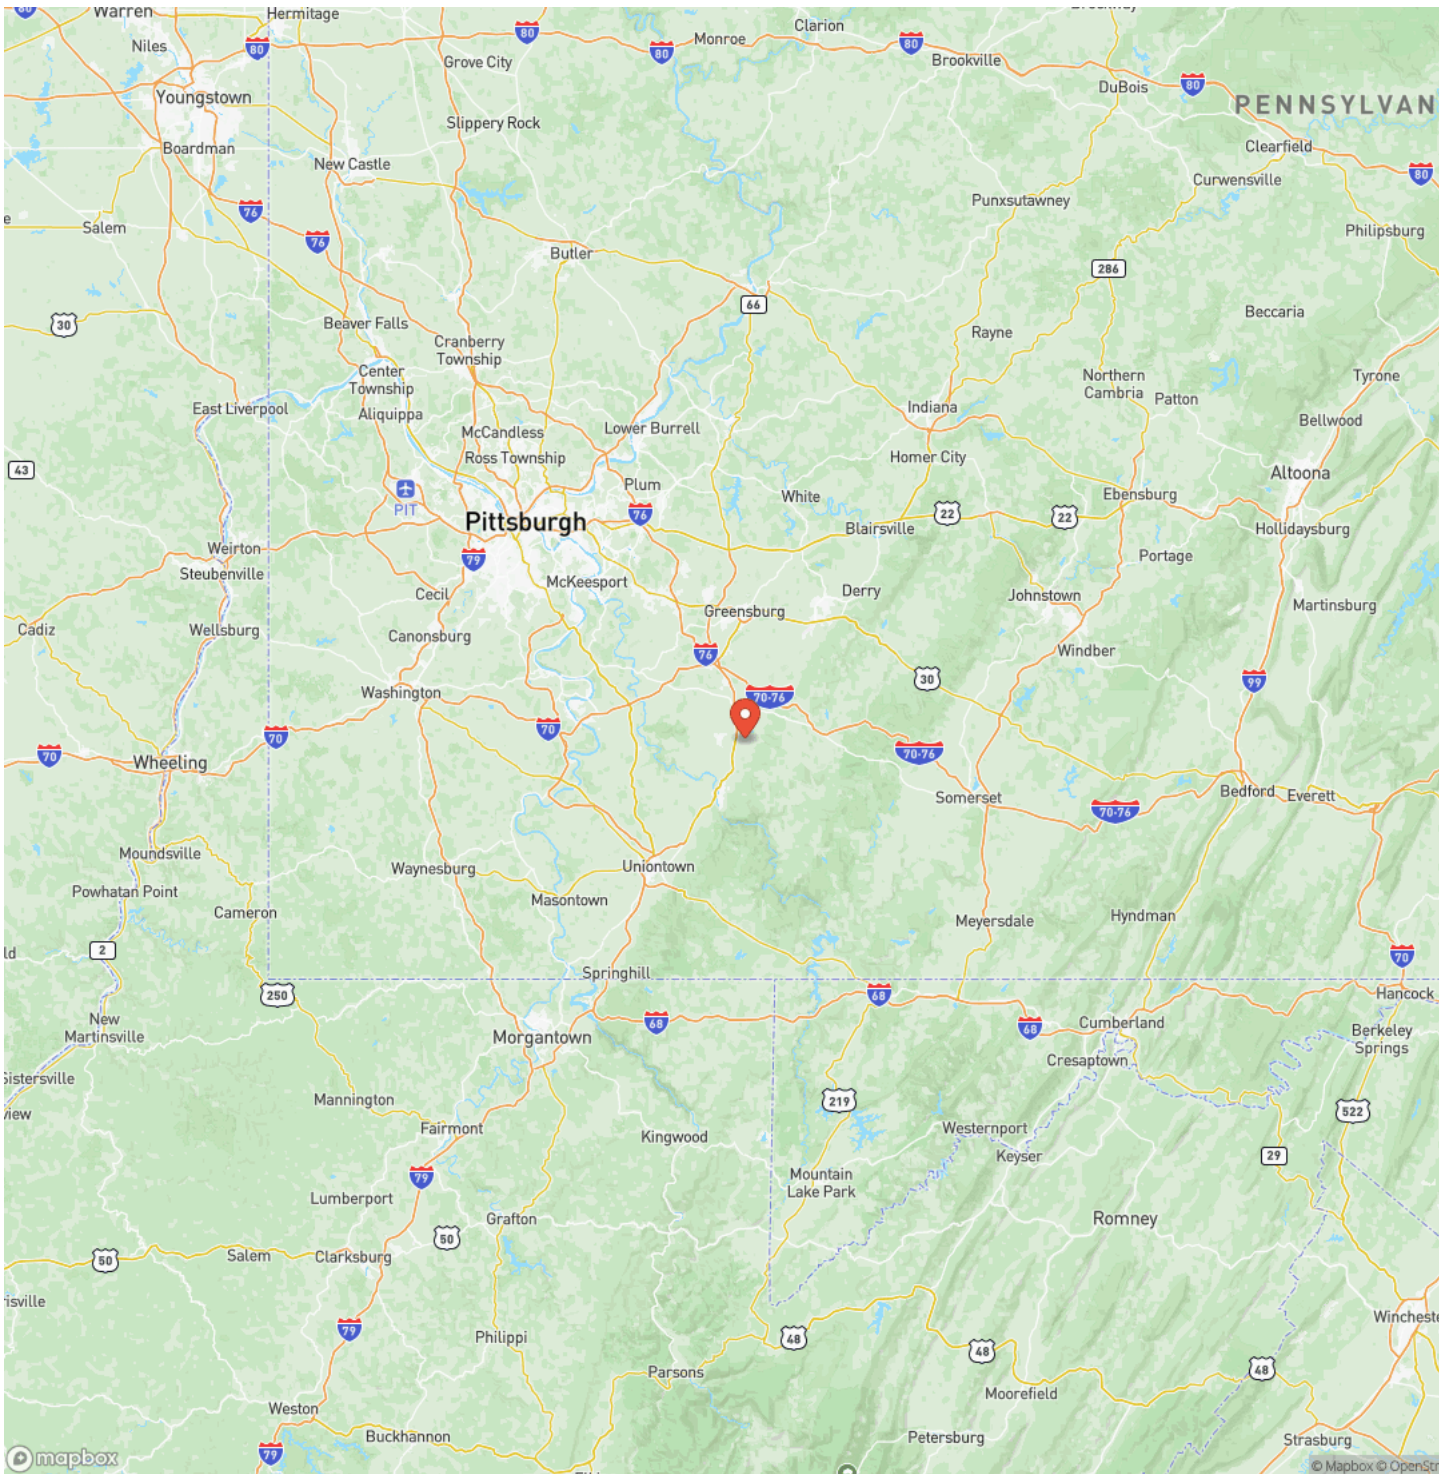 Warren
Hermitage
Clarion
80
Niles
80
80
80
Monroe
80
Brookville
Grove City
DuBois
80
Youngstown
PENNSYLVAN
Slippery Rock
Boardman
New Castle
Clearfield
80
Curwensville
Punxsutawney
76
Salem
76
Philipsburg
Butler
286
66
Beccaria
30
Beaver Falls
Rayne
Cranberry
Township
Center
Township
Northern
Cambria
Tyrone
Patton
East Liverpool
Aliquippa
Indiana
Bellwood
McCandless
Lower Burrell
43
Ross Township
Homer City
Altoona
PIT
Plum
White
Ebensburg
Pittsburgh
76
22
22
Blairsville
Hollidaysburg
Weirton
79
Portage
Steubenville
McKeesport
Cecil
Derry
Johnstown
Martinsburg
Greensburg
Cadiz
Wellsburg
Canonsburg
76
Windber
30
99
Washington
70-76
70
70
70
70-76
Wheeling
Somerset
Bedford
Everett
70-76
Moundsville
Waynesburg
Uniontown
Powhatan Point
Masontown
Cameron
Meyersdale
Hyndman
ld
2
70
Springhill
250
68
Hancock
New
Martinsville
68
68
Cumberland
Morgantown
Berkeley
Springs
Cresaptown
Sistersville
Mannington
219
522
view
Fairmont
Kingwood
Westernport
Keyser
29
79
Mountain
Lake Park
Lumberport
Grafton
Romney
50
50
Salem
Clarksburg
risville
79
Philippi
48
48
48
Wincheste
Parsons
Moorefield
Weston
Buckhannon
Petersburg
Strasburg
79
mapbox
© Mapbox © OpenStr